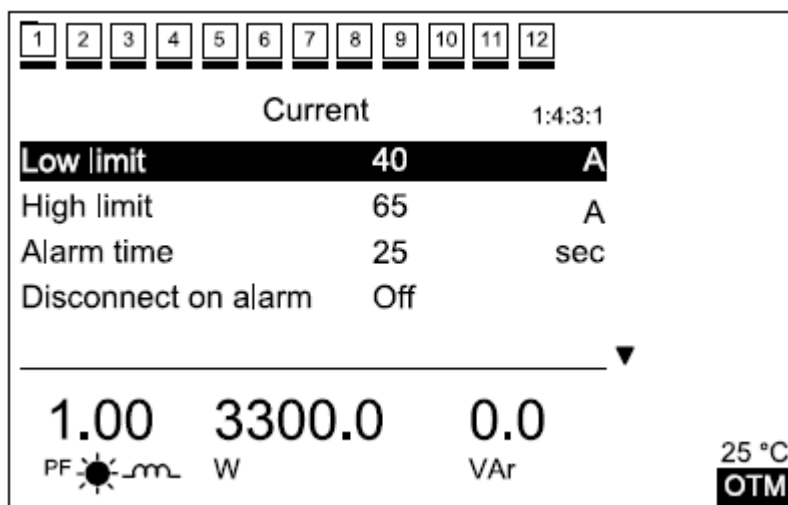 1 2 3 4 5 6 7 8 9 10 11 12
Current 1:4:3:1
Low limit 40 A
High limit 65 A
Alarm time 25 sec
Disconnect on alarm Off
1.00 3300.0 0.0
PF W VAr
25 °C
OTM